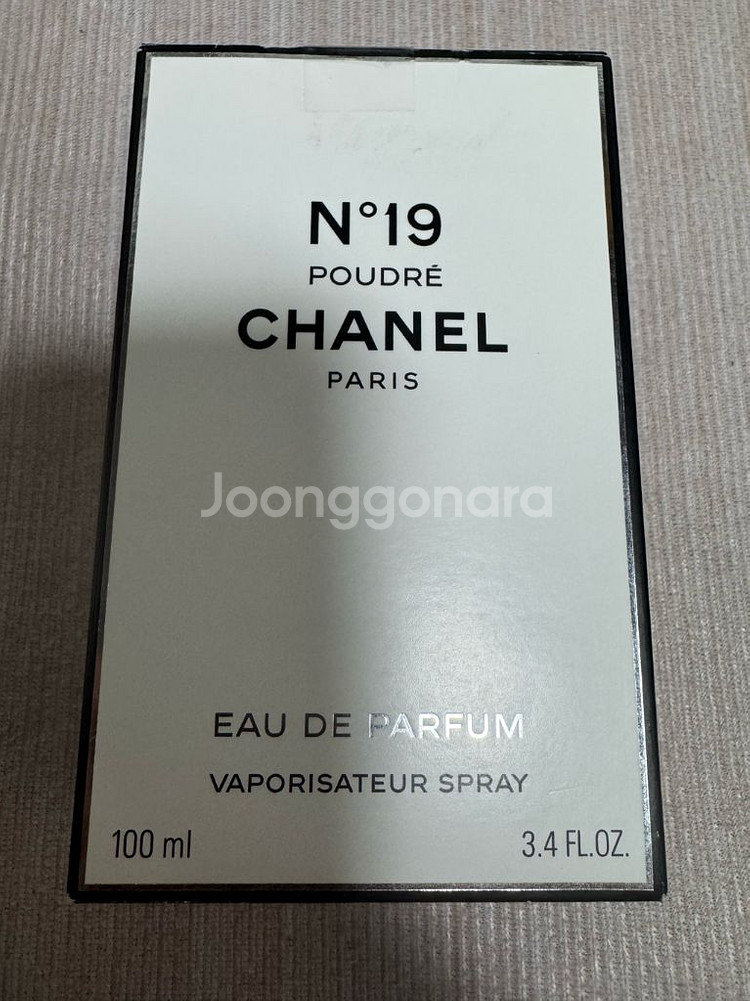 N°19
POUDRÉ
CHANEL
PARIS
Joonggonara
EAU DE PARFUM
VAPORISATEUR SPRAY
100 ml
3.4 FL.OZ.